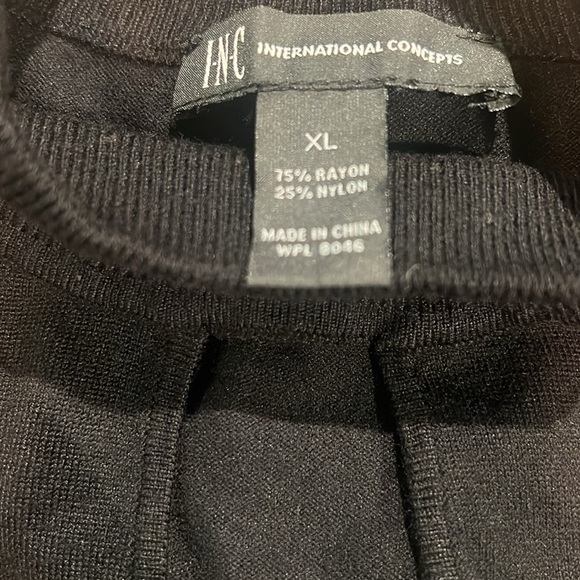 I·N·C INTERNATIONAL CONCEPTS
XL
75% RAYON
25% NYLON
MADE IN CHINA
WPL 8046